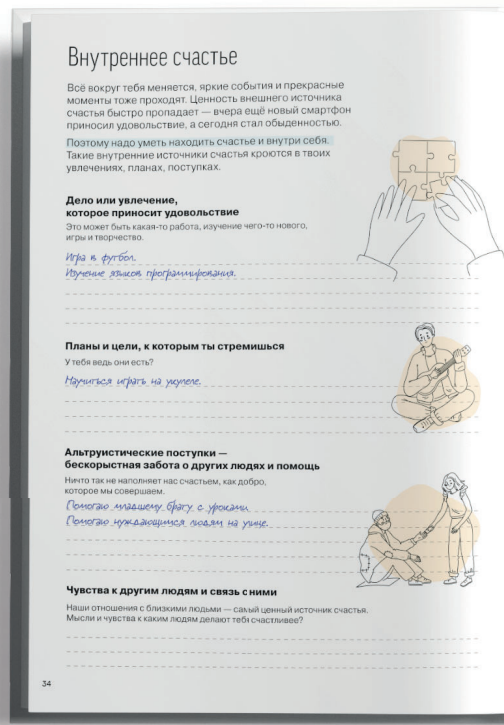 Внутреннее счастье
Всё вокруг тебя меняется, яркие события и прекрасные
моменты тоже проходят. Ценность внешнего источника
счастья быстро пропадает — вчера ещё новый смартфон
приносил удовольствие, а сегодня стал обыденностью.
Поэтому надо уметь находить счастье и внутри себя.
Такие внутренние источники счастья кроются в твоих
увлечениях, планах, поступках.
Дело или увлечение,
которое приносит удовольствие
Это может быть какая-то работа, изучение чего-то нового,
игры и творчество.
Игра в футбол.
Изучение языков программирования.
Планы и цели, к которым ты стремишься
У тебя ведь они есть?
Научиться играть на укулеле.
Альтруистические поступки —
бескорыстная забота о других людях и помощь
Ничто так не наполняет нас счастьем, как добро,
которое мы совершаем.
Помогаю младшему брату с уроками.
Помогаю нуждающимся людям на улице.
Чувства к другим людям и связь с ними
Наши отношения с близкими людьми — самый ценный источник счастья.
Мысли и чувства к каким людям делают тебя счастливее?
34